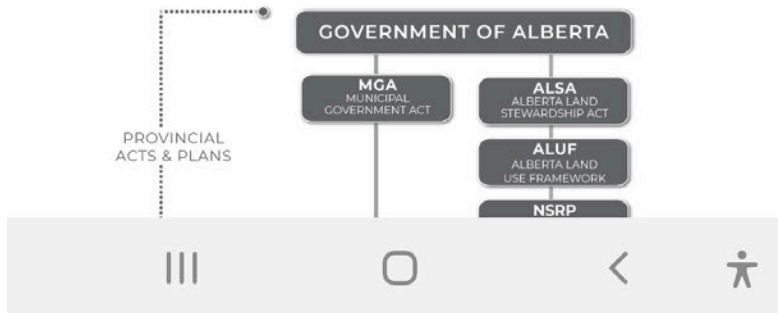 GOVERNMENT OF ALBERTA
MGA
MUNICIPAL
GOVERNMENT ACT
ALSA
ALBERTA LAND
STEWARDSHIP ACT
PROVINCIAL
ACTS & PLANS
ALUF
ALBERTA LAND
USE FRAMEWORK
NSRP